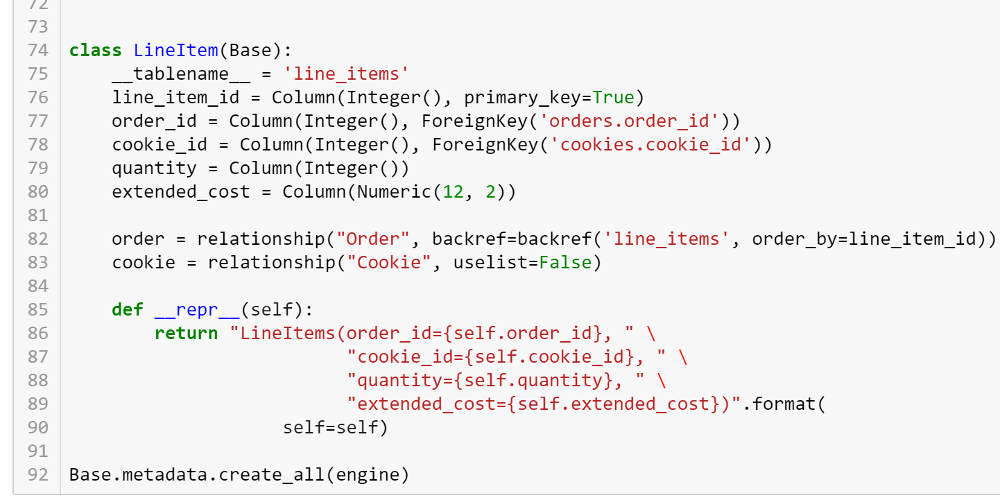 72
73
74 class LineItem(Base):
75     __tablename__ = 'line_items'
76     line_item_id = Column(Integer(), primary_key=True)
77     order_id = Column(Integer(), ForeignKey('orders.order_id'))
78     cookie_id = Column(Integer(), ForeignKey('cookies.cookie_id'))
79     quantity = Column(Integer())
80     extended_cost = Column(Numeric(12, 2))
81
82     order = relationship("Order", backref=backref('line_items', order_by=line_item_id))
83     cookie = relationship("Cookie", uselist=False)
84
85     def __repr__(self):
86         return "LineItems(order_id={self.order_id}, " \
87                           "cookie_id={self.cookie_id}, " \
88                           "quantity={self.quantity}, " \
89                           "extended_cost={self.extended_cost})".format(
90                     self=self)
91
92 Base.metadata.create_all(engine)